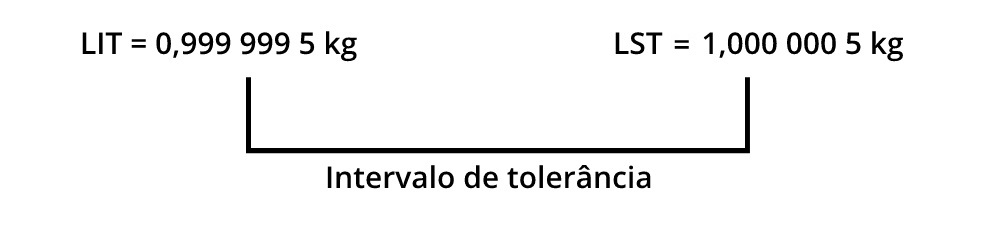 LIT = 0,999 999 5 kg
LST = 1,000 000 5 kg
Intervalo de tolerância